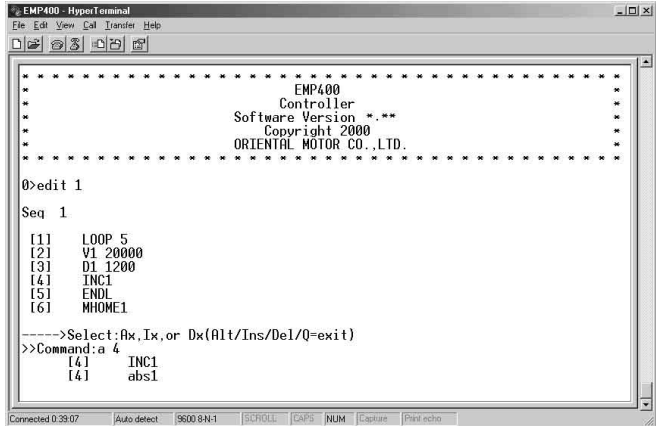 EMP400 - HyperTerminal
File Edit View Call Transfer Help
* * * * * * * * * * * * * * * * * * * * * * * * * * * * * * * * * * * * * * * *
* EMP400 *
* Controller *
* Software Version *.** *
* Copyright 2000 *
* ORIENTAL MOTOR CO.,LTD. *
* * * * * * * * * * * * * * * * * * * * * * * * * * * * * * * * * * * * * * * *
0>edit 1
Seq 1
[1] LOOP 5
[2] V1 20000
[3] D1 1200
[4] INC1
[5] ENDL
[6] MHOME1
----->Select:Ax,Ix,or Dx(Alt/Ins/Del/Q=exit)
>>Command:a 4
[4] INC1
[4] abs1
Connected 0:39:07 Auto detect 9600 8-N-1 SCROLL CAPS NUM Capture Print echo